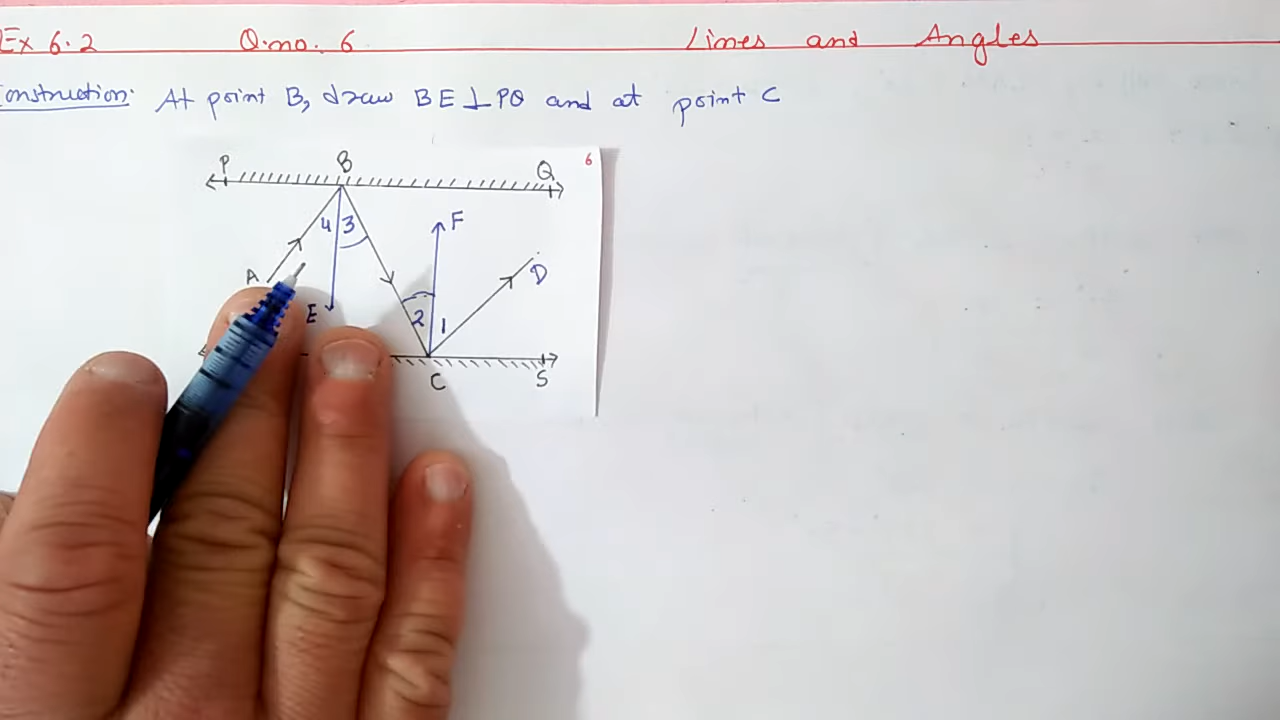 Ex 6.2 Q.no. 6 Lines and Angles
Construction: At point B, draw BE⊥PQ and at point C
6
P B Q
4 3 F
A D
E 2 1
C S